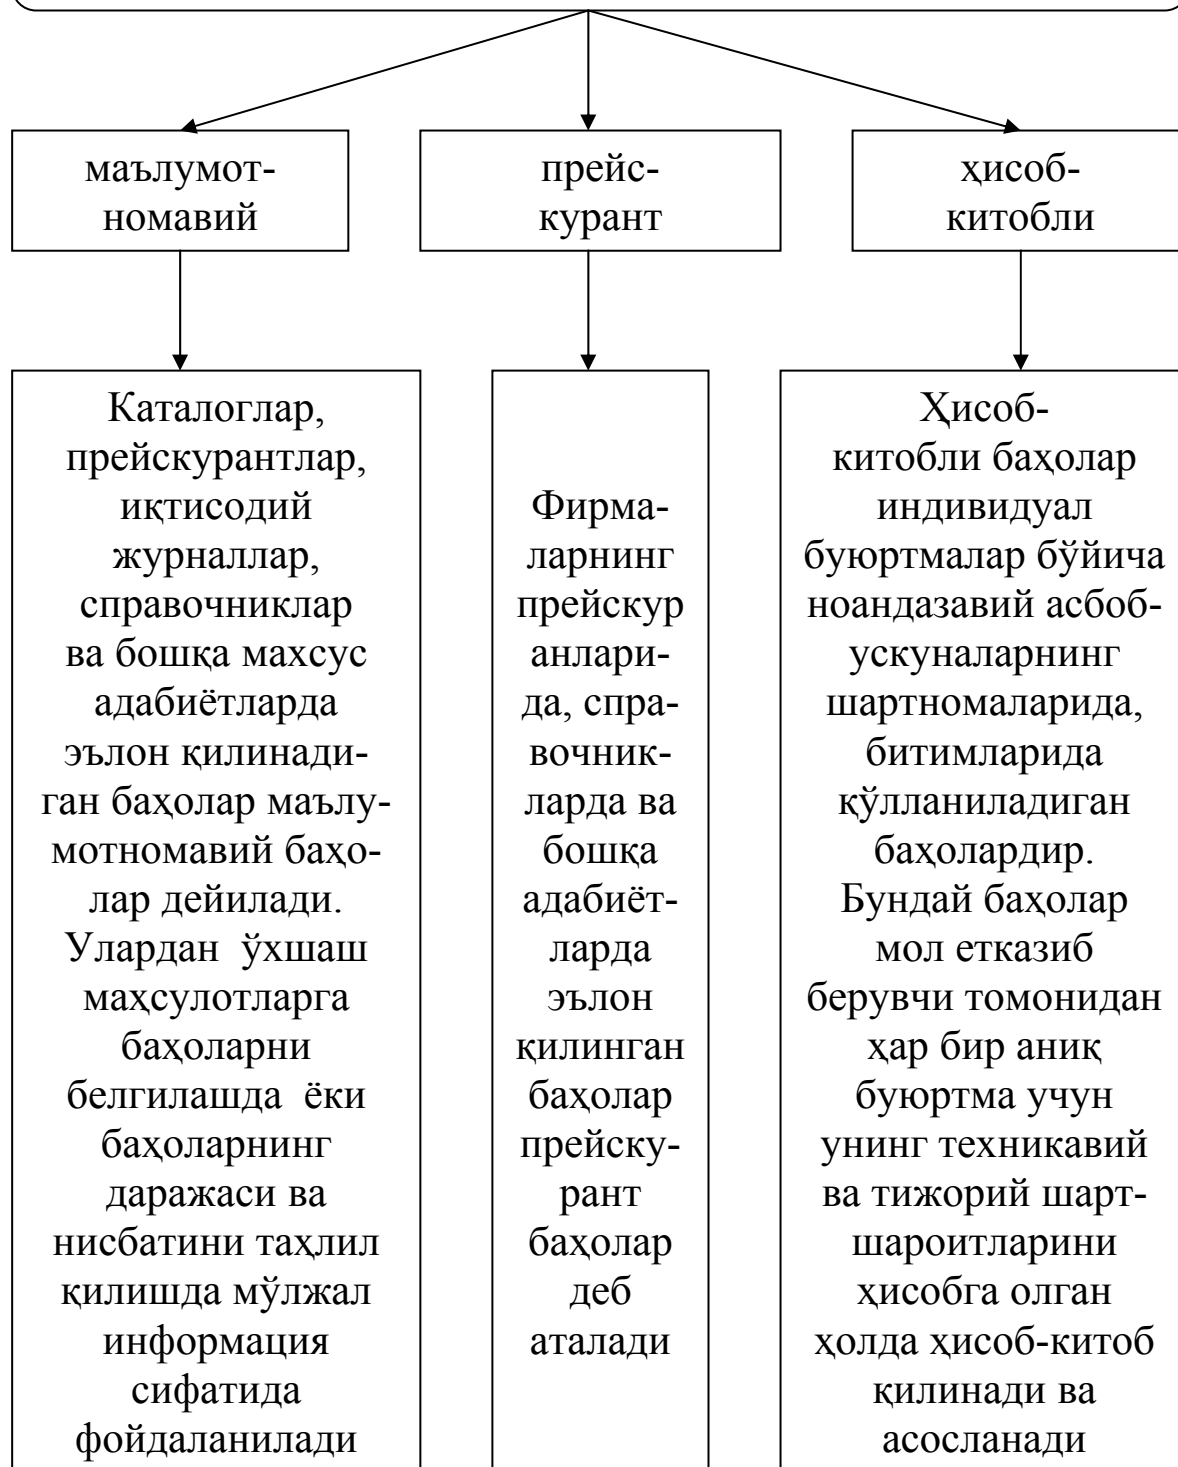 маълумот-
номавий
прейс-
курант
ҳисоб-
китобли
Каталоглар,
прейскурантлар,
иқтисодий
журналлар,
справочниклар
ва бошқа махсус
адабиётларда
эълон қилинади-
ган баҳолар маълу-
мотномавий баҳо-
лар дейилади.
Улардан ўхшаш
маҳсулотларга
баҳоларни
белгилашда ёки
баҳоларнинг
даражаси ва
нисбатини таҳлил
қилишда мўлжал
информация
сифатида
фойдаланилади
Фирма-
ларнинг
прейскур
анлари-
да, спра-
вочник-
ларда ва
бошқа
адабиёт-
ларда
эълон
қилинган
баҳолар
прейску-
рант
баҳолар
деб
аталади
Ҳисоб-
китобли баҳолар
индивидуал
буюртмалар бўйича
ноандазавий асбоб-
ускуналарнинг
шартномаларида,
битимларида
қўлланиладиган
баҳолардир.
Бундай баҳолар
мол етказиб
берувчи томонидан
ҳар бир аниқ
буюртма учун
унинг техникавий
ва тижорий шарт-
шароитларини
ҳисобга олган
ҳолда ҳисоб-китоб
қилинади ва
асосланади